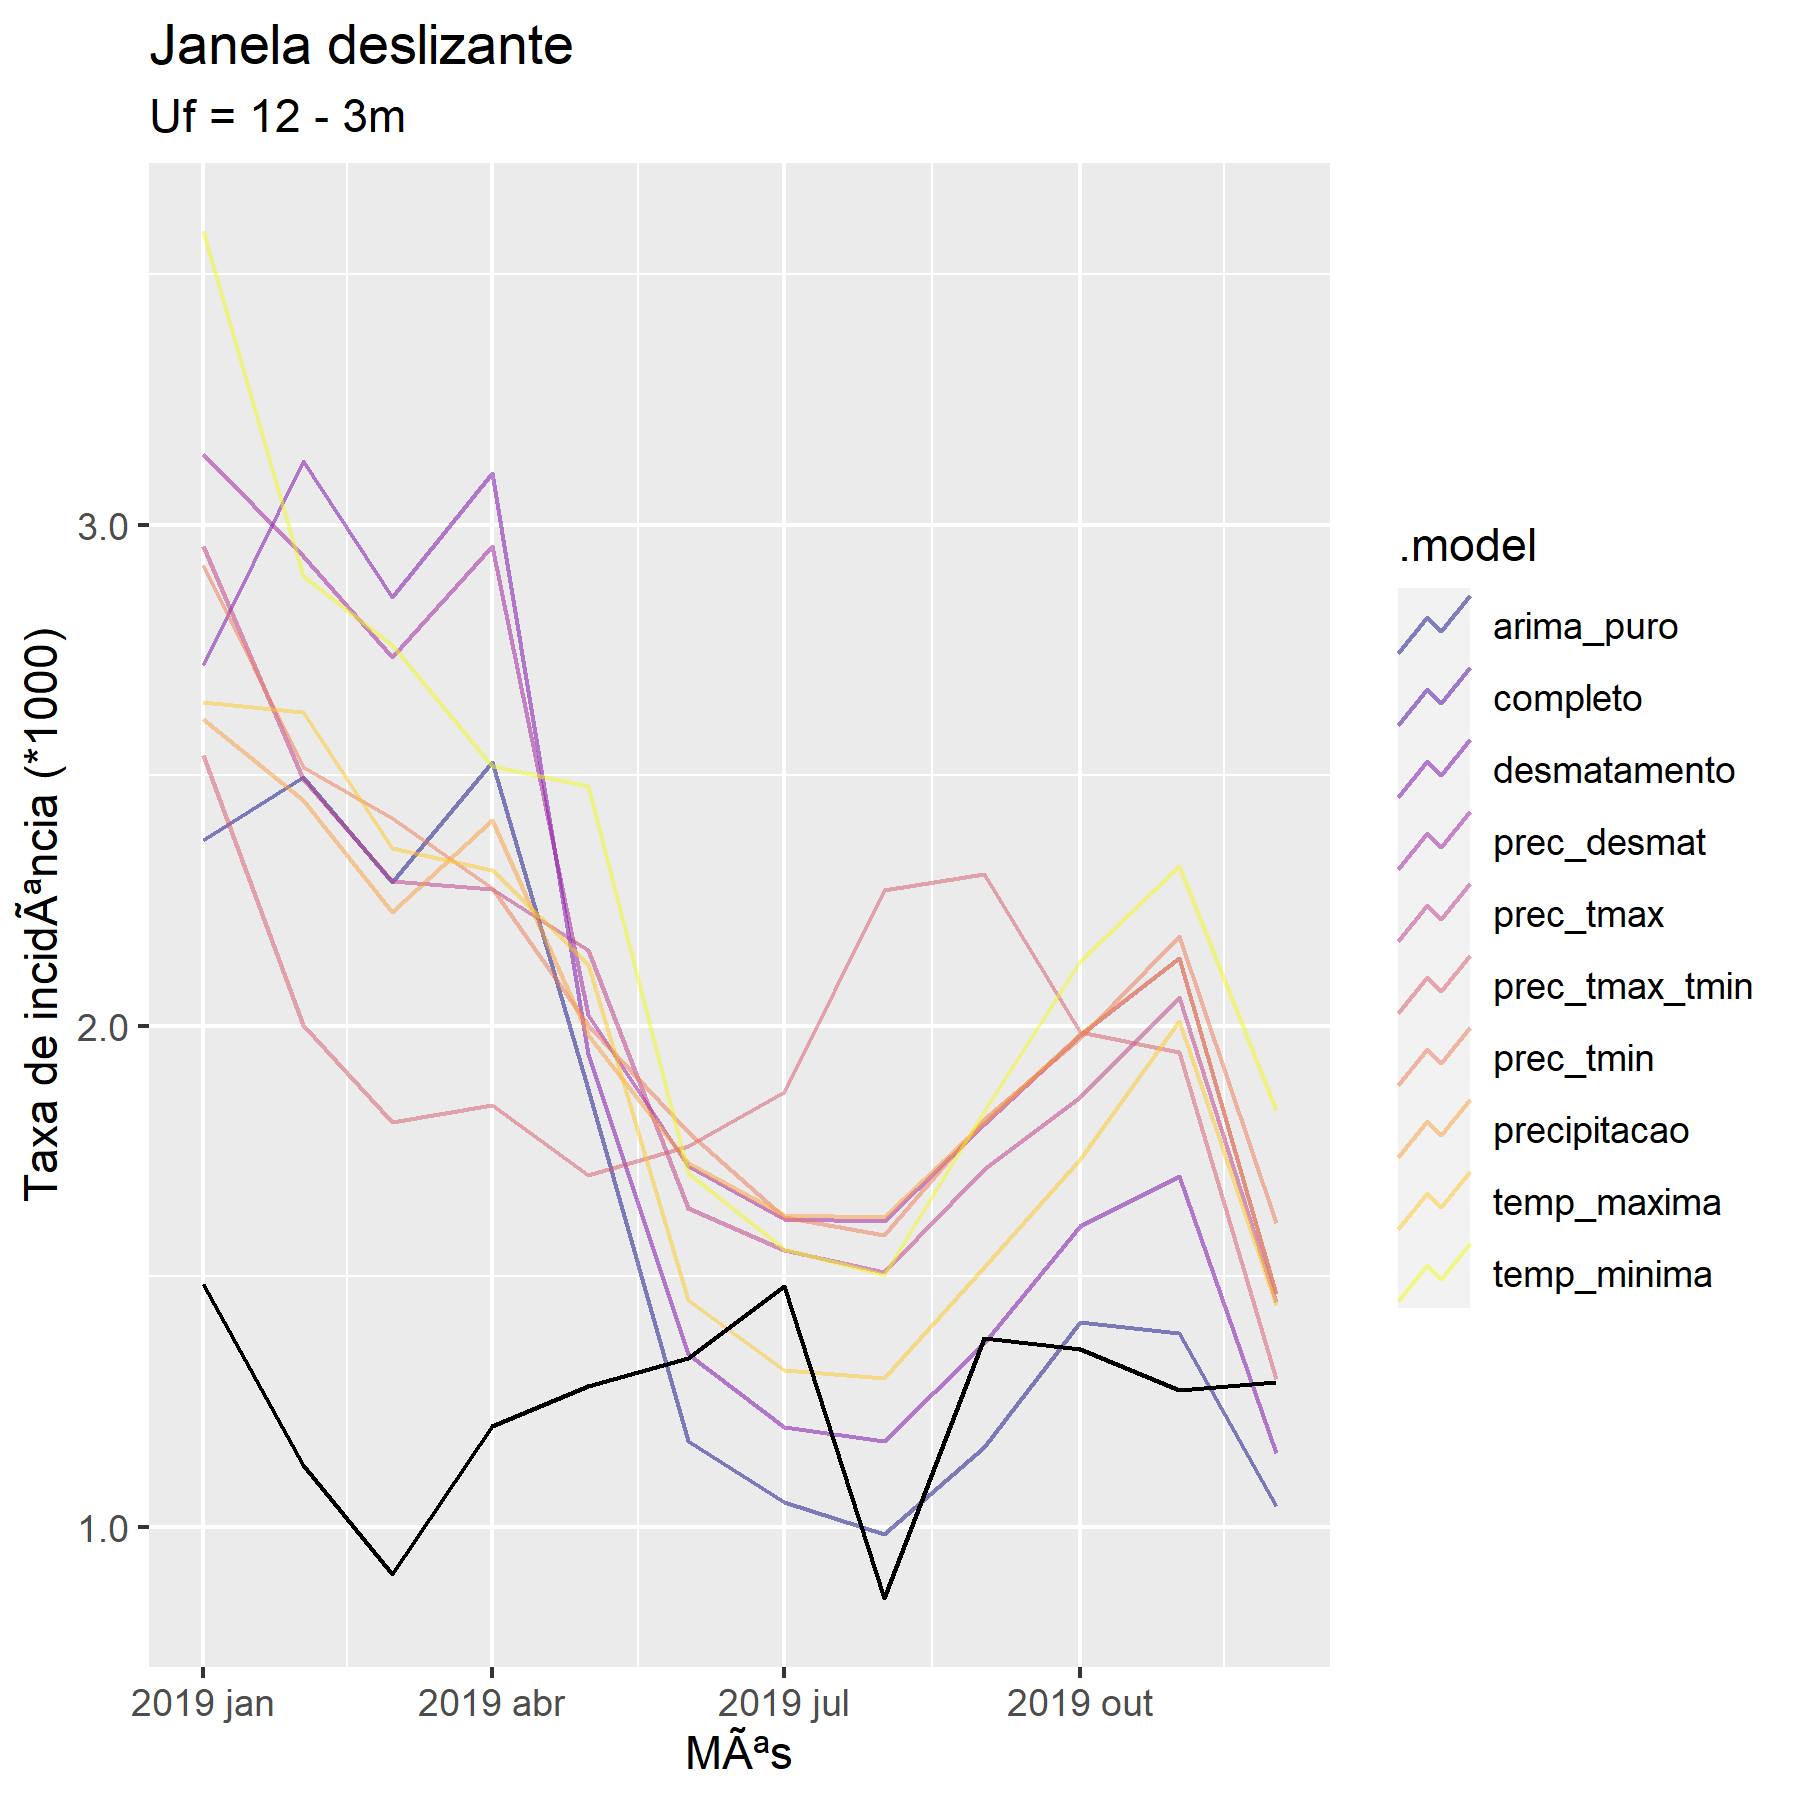 Janela deslizante
Uf = 12 - 3m
Taxa de incidÃªncia (*1000)
3.0
2.0
1.0
2019 jan
2019 abr
2019 jul
2019 out
MÃªs
.model
arima_puro
completo
desmatamento
prec_desmat
prec_tmax
prec_tmax_tmin
prec_tmin
precipitacao
temp_maxima
temp_minima